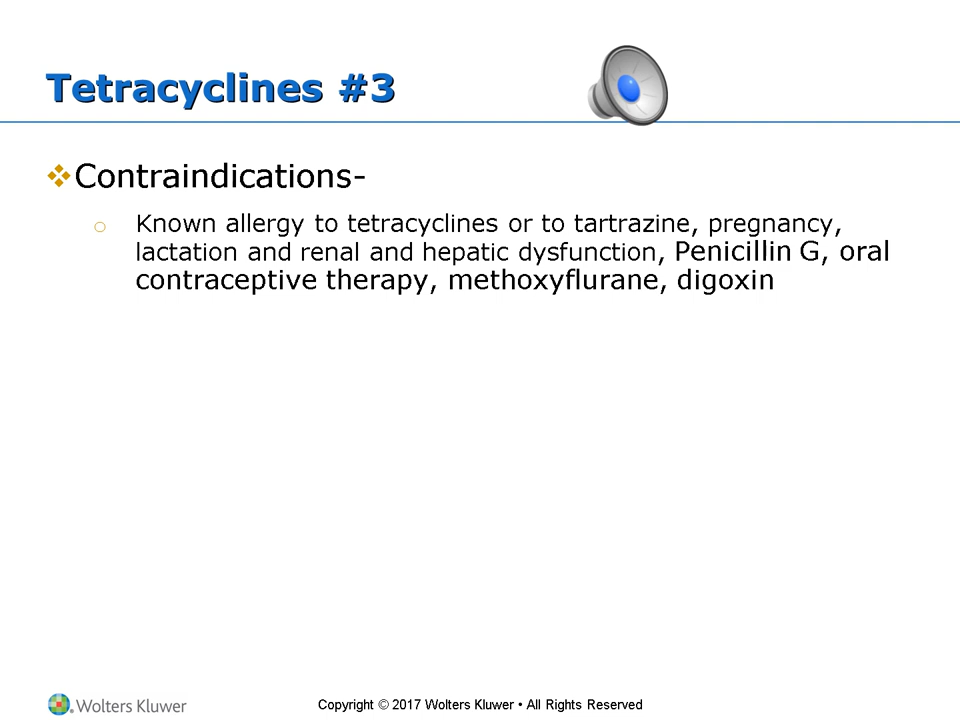 Tetracyclines #3
Contraindications-
o Known allergy to tetracyclines or to tartrazine, pregnancy,
lactation and renal and hepatic dysfunction, Penicillin G, oral
contraceptive therapy, methoxyflurane, digoxin
Wolters Kluwer
Copyright © 2017 Wolters Kluwer • All Rights Reserved